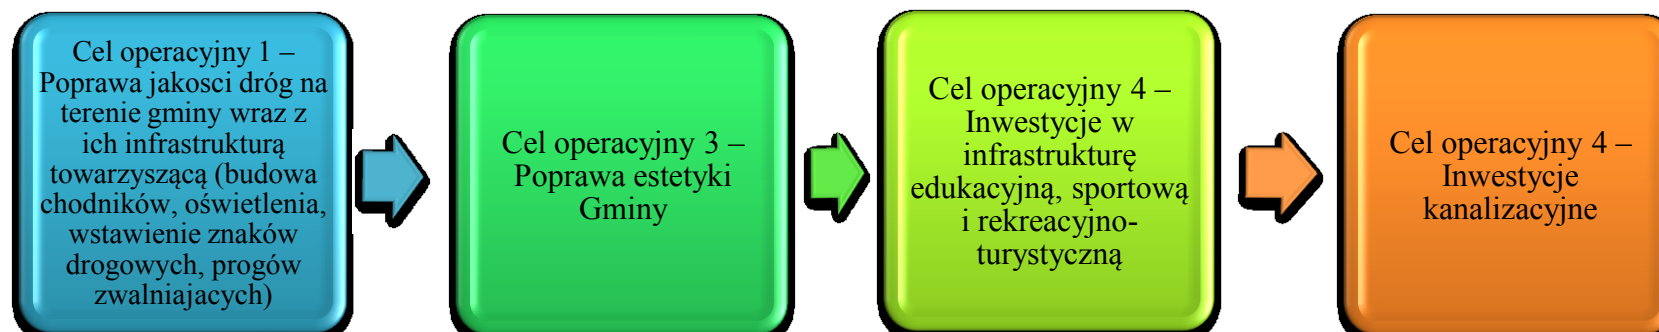 Cel operacyjny 1 –
Poprawa jakosci dróg na
terenie gminy wraz z
ich infrastrukturą
towarzyszącą (budowa
chodników, oświetlenia,
wstawienie znaków
drogowych, progów
zwalniajacych)
Cel operacyjny 3 –
Poprawa estetyki
Gminy
Cel operacyjny 4 –
Inwestycje w
infrastrukturę
edukacyjną, sportową
i rekreacyjno-
turystyczną
Cel operacyjny 4 –
Inwestycje
kanalizacyjne